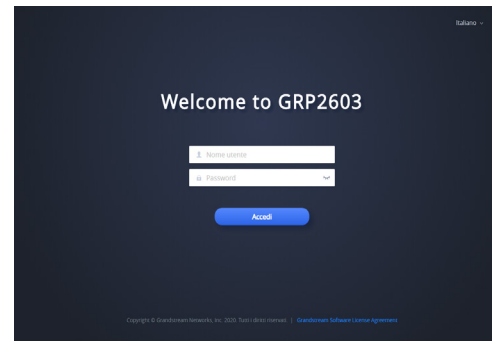 Italiano
Welcome to GRP2603
Nome utente
Password
Accedi
Copyright © Grandstream Networks, Inc. 2020. Tutti i diritti riservati. | Grandstream Software License Agreement